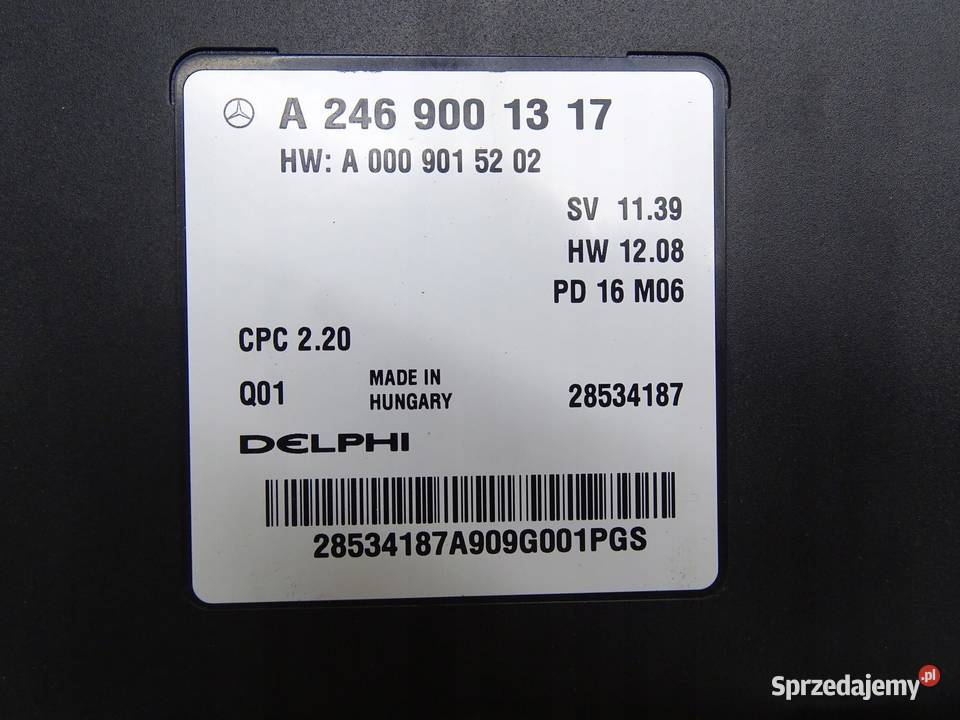 A 246 900 13 17
HW: A 000 901 52 02
SV 11.39
HW 12.08
PD 16 M06
CPC 2.20
Q01
MADE IN
HUNGARY
28534187
DELPHI
28534187A909G001PGS
Sprzedajemy.pl